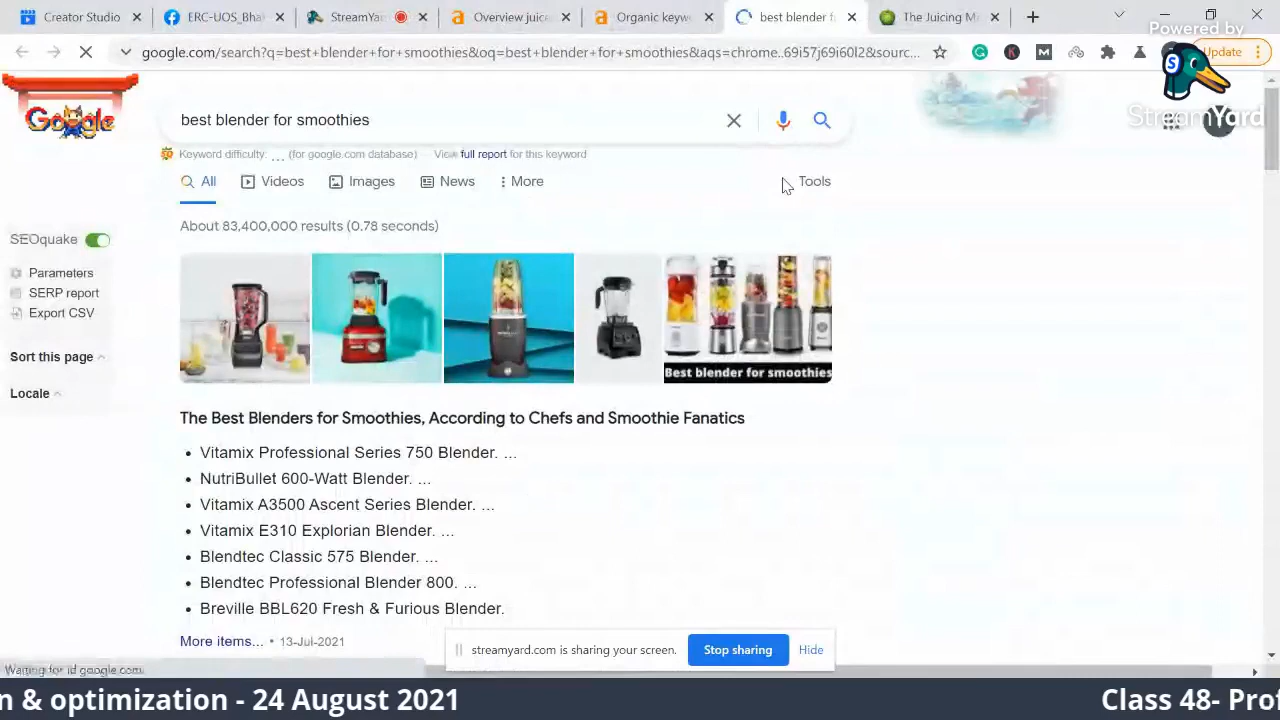 Creator Studio
ERC-UOS_Bha
StreamYar
Overview juice
Organic keyw
best blender f
The Juicing M
Powered by
google.com/search?q=best+blender+for+smoothies&oq=best+blender+for+smoothies&aqs=chrome..69i57j69i60l2&sourc...
Update
StreamYard
Google
best blender for smoothies
Keyword difficulty: ... (for google.com database)
View full report for this keyword
All
Videos
Images
News
More
Tools
About 83,400,000 results (0.78 seconds)
SEOquake
Parameters
SERP report
Export CSV
Sort this page
Locale
Best blender for smoothies
The Best Blenders for Smoothies, According to Chefs and Smoothie Fanatics
Vitamix Professional Series 750 Blender. ...
NutriBullet 600-Watt Blender. ...
Vitamix A3500 Ascent Series Blender. ...
Vitamix E310 Explorian Blender. ...
Blendtec Classic 575 Blender. ...
Blendtec Professional Blender 800. ...
Breville BBL620 Fresh & Furious Blender.
More items... • 13-Jul-2021
streamyard.com is sharing your screen.
Stop sharing
Hide
Waiting for id.google.com...
n & optimization - 24 August 2021
Class 48- Prof